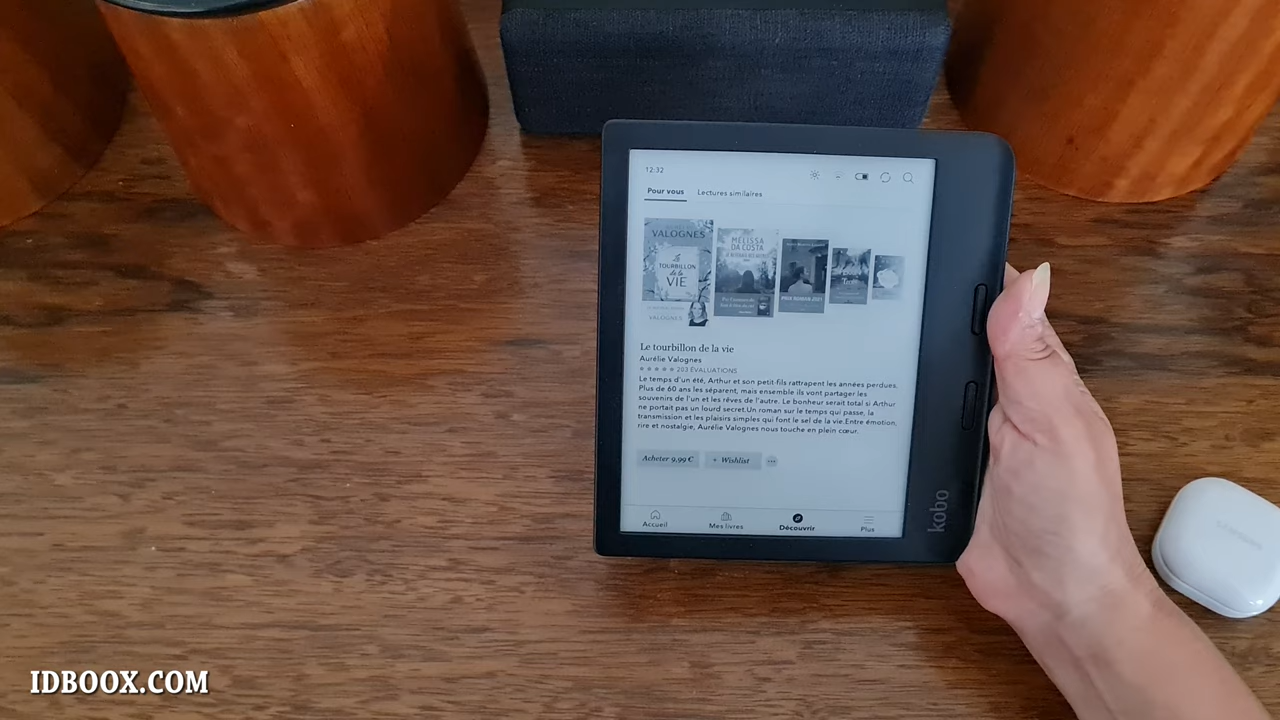 12:32
Pour vous Lectures similaires
VALOGNES
Le
TOURBILLON
de la
VIE
VALOGNES
MÉLISSA
DA COSTA
Le tourbillon de la vie
Aurélie Valognes
203 ÉVALUATIONS
Le temps d'un été, Arthur et son petit-fils rattrapent les années perdues.
Plus de 60 ans les séparent, mais ensemble ils vont partager les
souvenirs de l'un et les rêves de l'autre. Le bonheur serait total si Arthur
ne portait pas un lourd secret.Un roman sur le temps qui passe, la
transmission et les plaisirs simples qui font le sel de la vie.Entre émotion,
rire et nostalgie, Aurélie Valognes nous touche en plein cœur.
Acheter 9,99 € + Wishlist
Accueil Mes livres Découvrir Plus
kobo
SAMSUNG
IDBOOX.COM